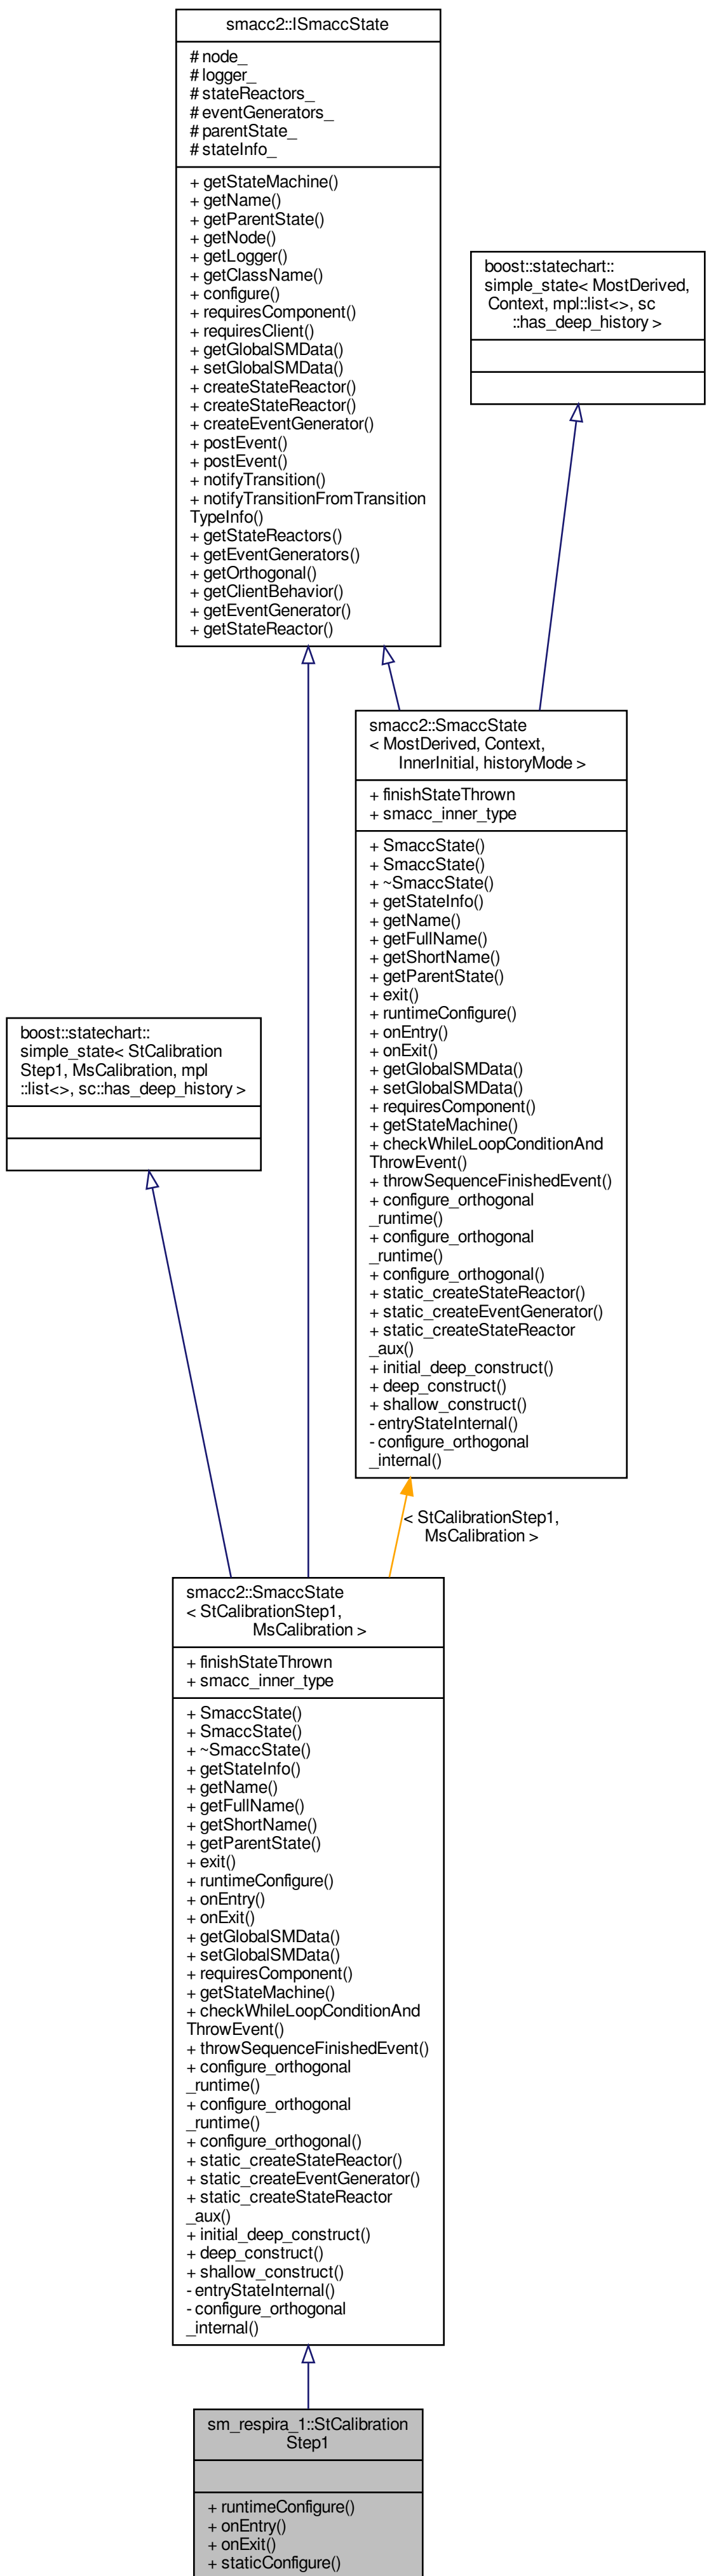 smacc2::ISmaccState
# node_
# logger_
# stateReactors_
# eventGenerators_
# parentState_
# stateInfo_
+ getStateMachine()
+ getName()
+ getParentState()
+ getNode()
+ getLogger()
+ getClassName()
+ configure()
+ requiresComponent()
+ requiresClient()
+ getGlobalSMData()
+ setGlobalSMData()
+ createStateReactor()
+ createStateReactor()
+ createEventGenerator()
+ postEvent()
+ postEvent()
+ notifyTransition()
+ notifyTransitionFromTransition
TypeInfo()
+ getStateReactors()
+ getEventGenerators()
+ getOrthogonal()
+ getClientBehavior()
+ getEventGenerator()
+ getStateReactor()
boost::statechart::
simple_state< MostDerived,
Context, mpl::list<>, sc
::has_deep_history >
smacc2::SmaccState
< MostDerived, Context,
InnerInitial, historyMode >
+ finishStateThrown
+ smacc_inner_type
+ SmaccState()
+ SmaccState()
+ ~SmaccState()
+ getStateInfo()
+ getName()
+ getFullName()
+ getShortName()
+ getParentState()
+ exit()
+ runtimeConfigure()
+ onEntry()
+ onExit()
+ getGlobalSMData()
+ setGlobalSMData()
+ requiresComponent()
+ getStateMachine()
+ checkWhileLoopConditionAnd
ThrowEvent()
+ throwSequenceFinishedEvent()
+ configure_orthogonal
_runtime()
+ configure_orthogonal
_runtime()
+ configure_orthogonal()
+ static_createStateReactor()
+ static_createEventGenerator()
+ static_createStateReactor
_aux()
+ initial_deep_construct()
+ deep_construct()
+ shallow_construct()
- entryStateInternal()
- configure_orthogonal
_internal()
boost::statechart::
simple_state< StCalibration
Step1, MsCalibration, mpl
::list<>, sc::has_deep_history >
< StCalibrationStep1,
MsCalibration >
smacc2::SmaccState
< StCalibrationStep1,
MsCalibration >
+ finishStateThrown
+ smacc_inner_type
+ SmaccState()
+ SmaccState()
+ ~SmaccState()
+ getStateInfo()
+ getName()
+ getFullName()
+ getShortName()
+ getParentState()
+ exit()
+ runtimeConfigure()
+ onEntry()
+ onExit()
+ getGlobalSMData()
+ setGlobalSMData()
+ requiresComponent()
+ getStateMachine()
+ checkWhileLoopConditionAnd
ThrowEvent()
+ throwSequenceFinishedEvent()
+ configure_orthogonal
_runtime()
+ configure_orthogonal
_runtime()
+ configure_orthogonal()
+ static_createStateReactor()
+ static_createEventGenerator()
+ static_createStateReactor
_aux()
+ initial_deep_construct()
+ deep_construct()
+ shallow_construct()
- entryStateInternal()
- configure_orthogonal
_internal()
sm_respira_1::StCalibration
Step1
+ runtimeConfigure()
+ onEntry()
+ onExit()
+ staticConfigure()